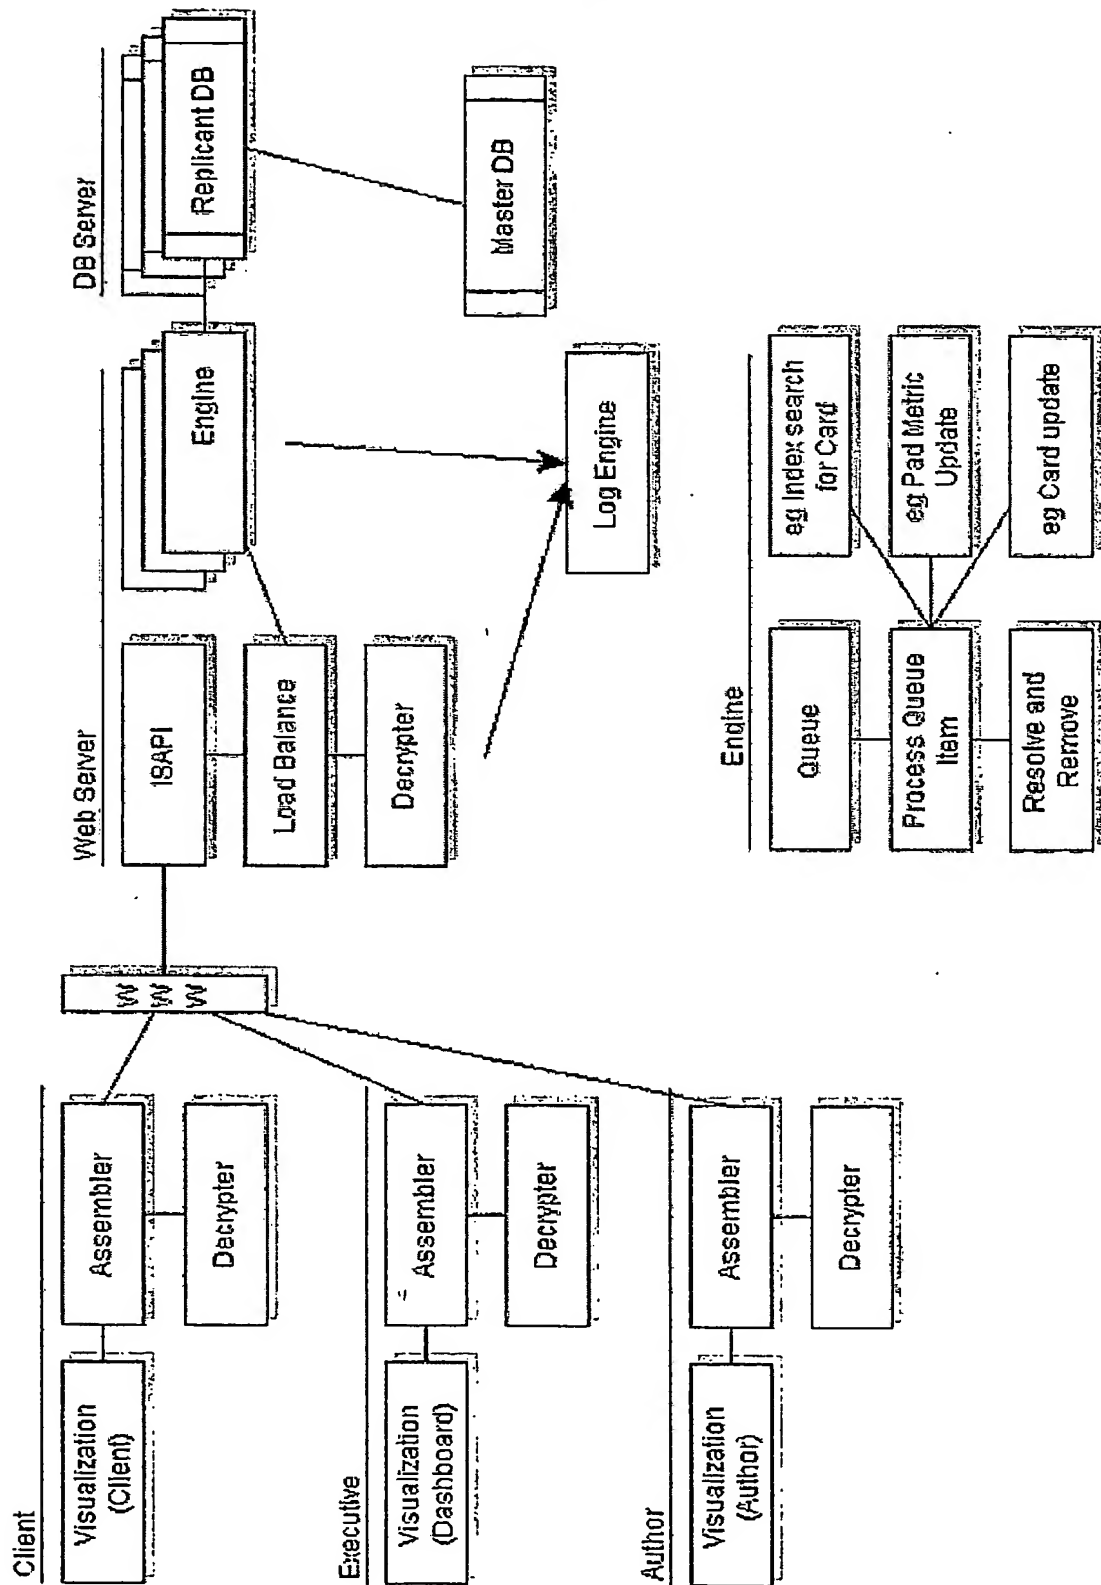 Client
Visualization
(Client)
Assembler
Decrypter
Executive
Visualization
(Dashboard)
Assembler
Decrypter
Author
Visualization
(Author)
Assembler
Decrypter
W W W
Web Server
18API
Load Balance
Decrypter
Engine
Log Engine
DB Server
Replicant DB
Master DB
Engine
Queue
Process Queue
Item
Resolve and
Remove
eg Index search
for Card
eg Pad Metric
Update
eg Card update